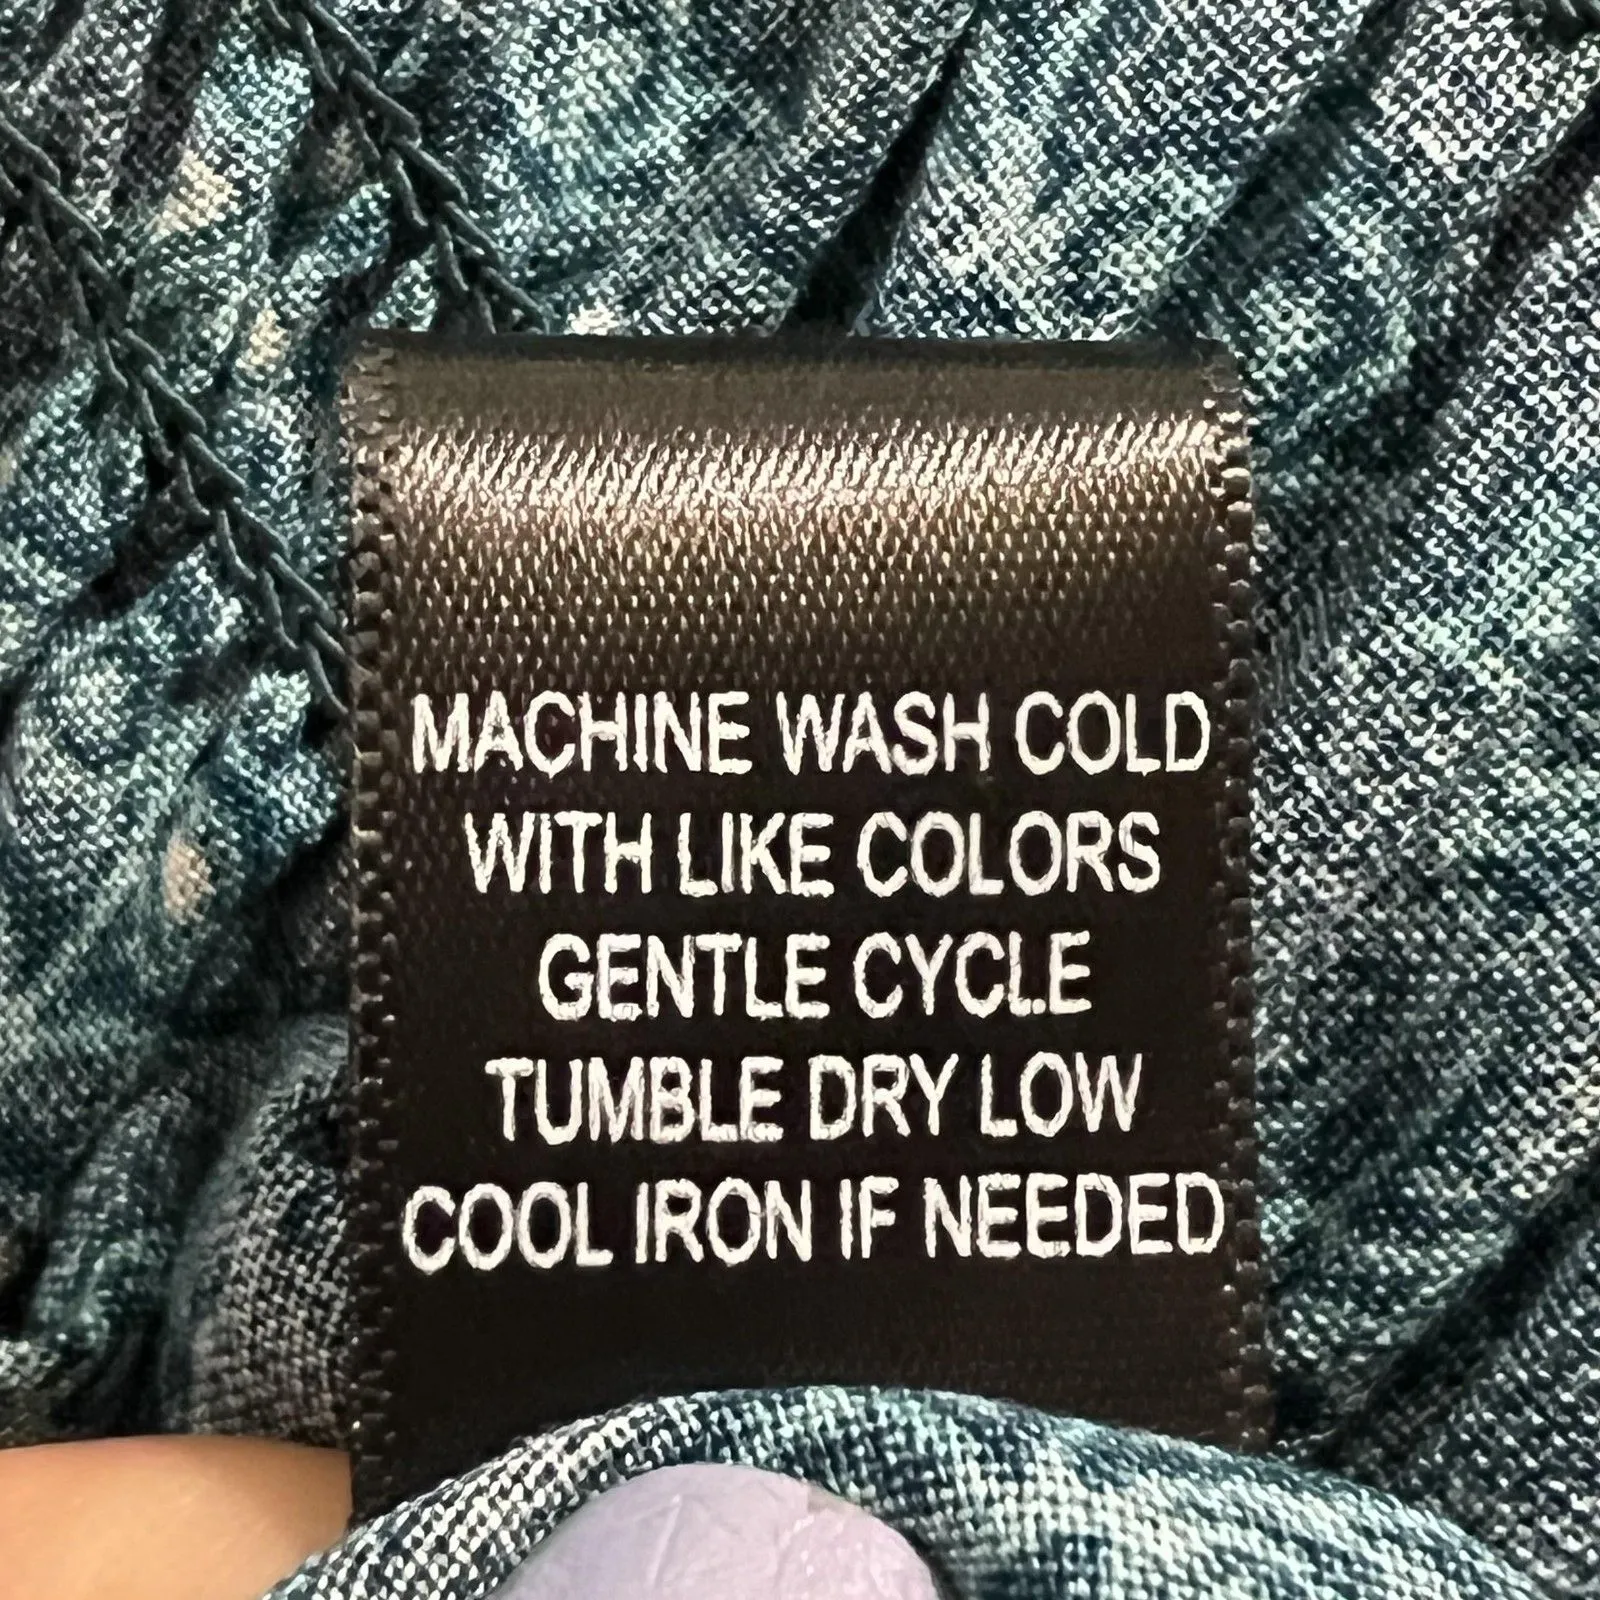 MACHINE WASH COLD
WITH LIKE COLORS
GENTLE CYCLE
TUMBLE DRY LOW
COOL IRON IF NEEDED